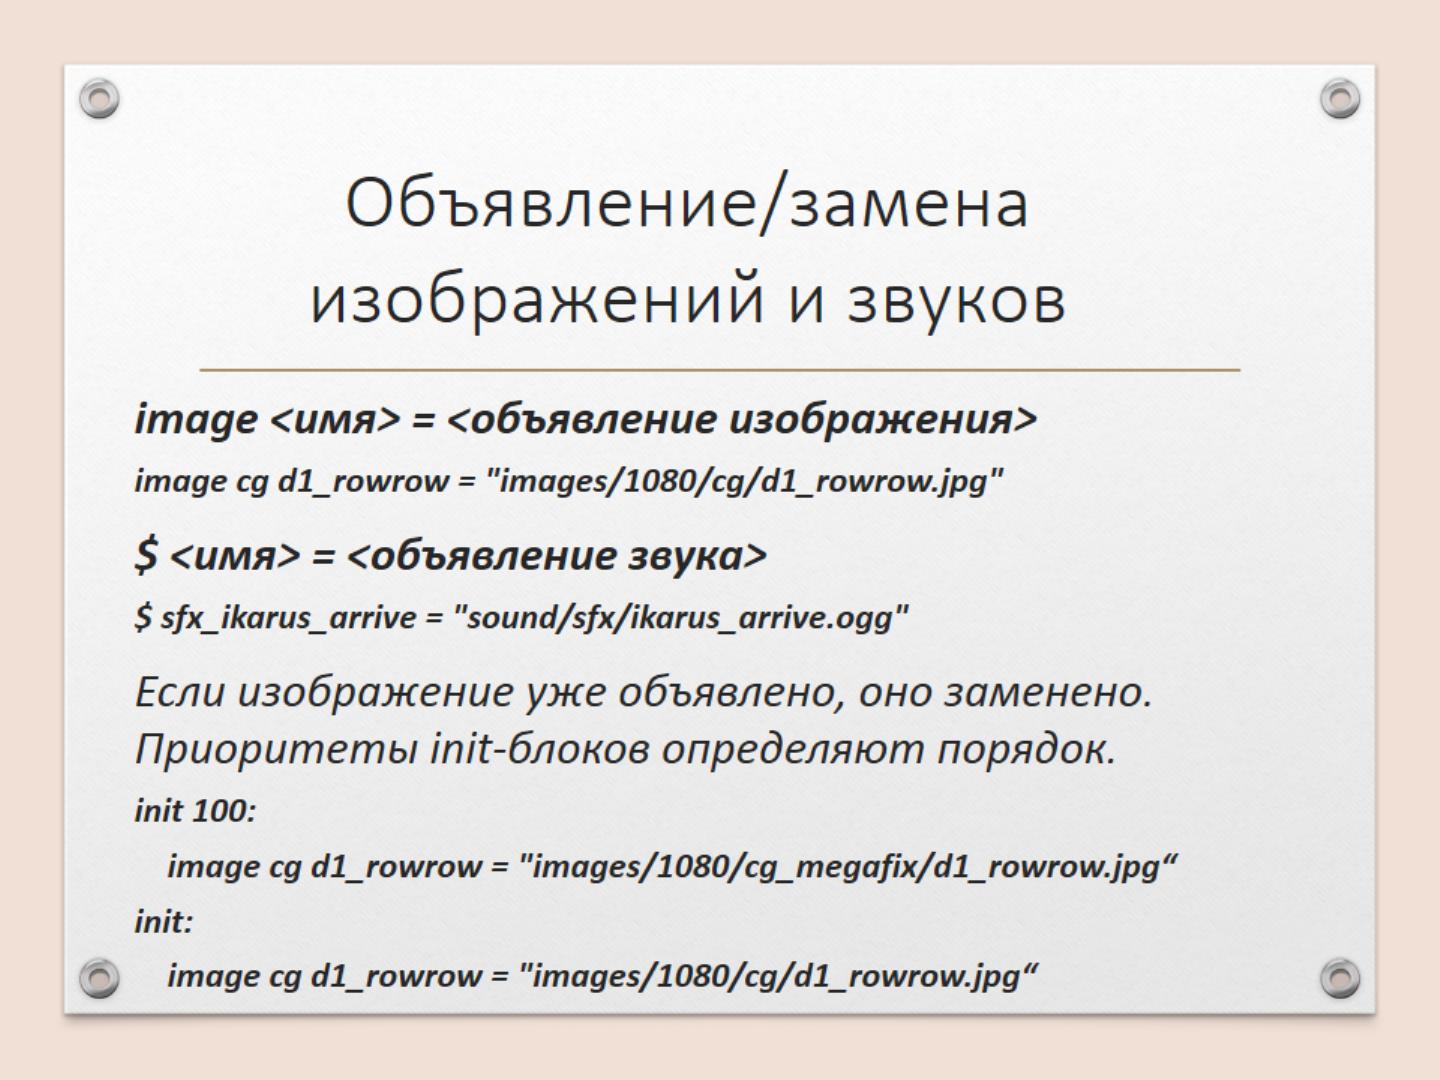 Объявление/замена
изображений и звуков
image <имя> = <объявление изображения>
image cg d1_rowrow = "images/1080/cg/d1_rowrow.jpg"
$ <имя> = <объявление звука>
$ sfx_ikarus_arrive = "sound/sfx/ikarus_arrive.ogg"
Если изображение уже объявлено, оно заменено.
Приоритеты init-блоков определяют порядок.
init 100:
image cg d1_rowrow = "images/1080/cg_megafix/d1_rowrow.jpg“
init:
image cg d1_rowrow = "images/1080/cg/d1_rowrow.jpg“